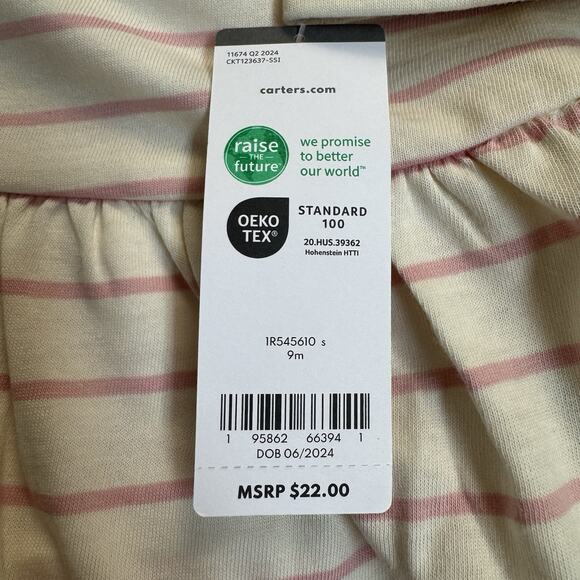 11674 Q2 2024
CKT123637-SSI
carters.com
raise
THE
future™
we promise
to better
our world™
OEKO
TEX®
STANDARD
100
20.HUS.39362
Hohenstein HTTI
1R545610 s
9m
1 95862 66394 1
DOB 06/2024
MSRP $22.00